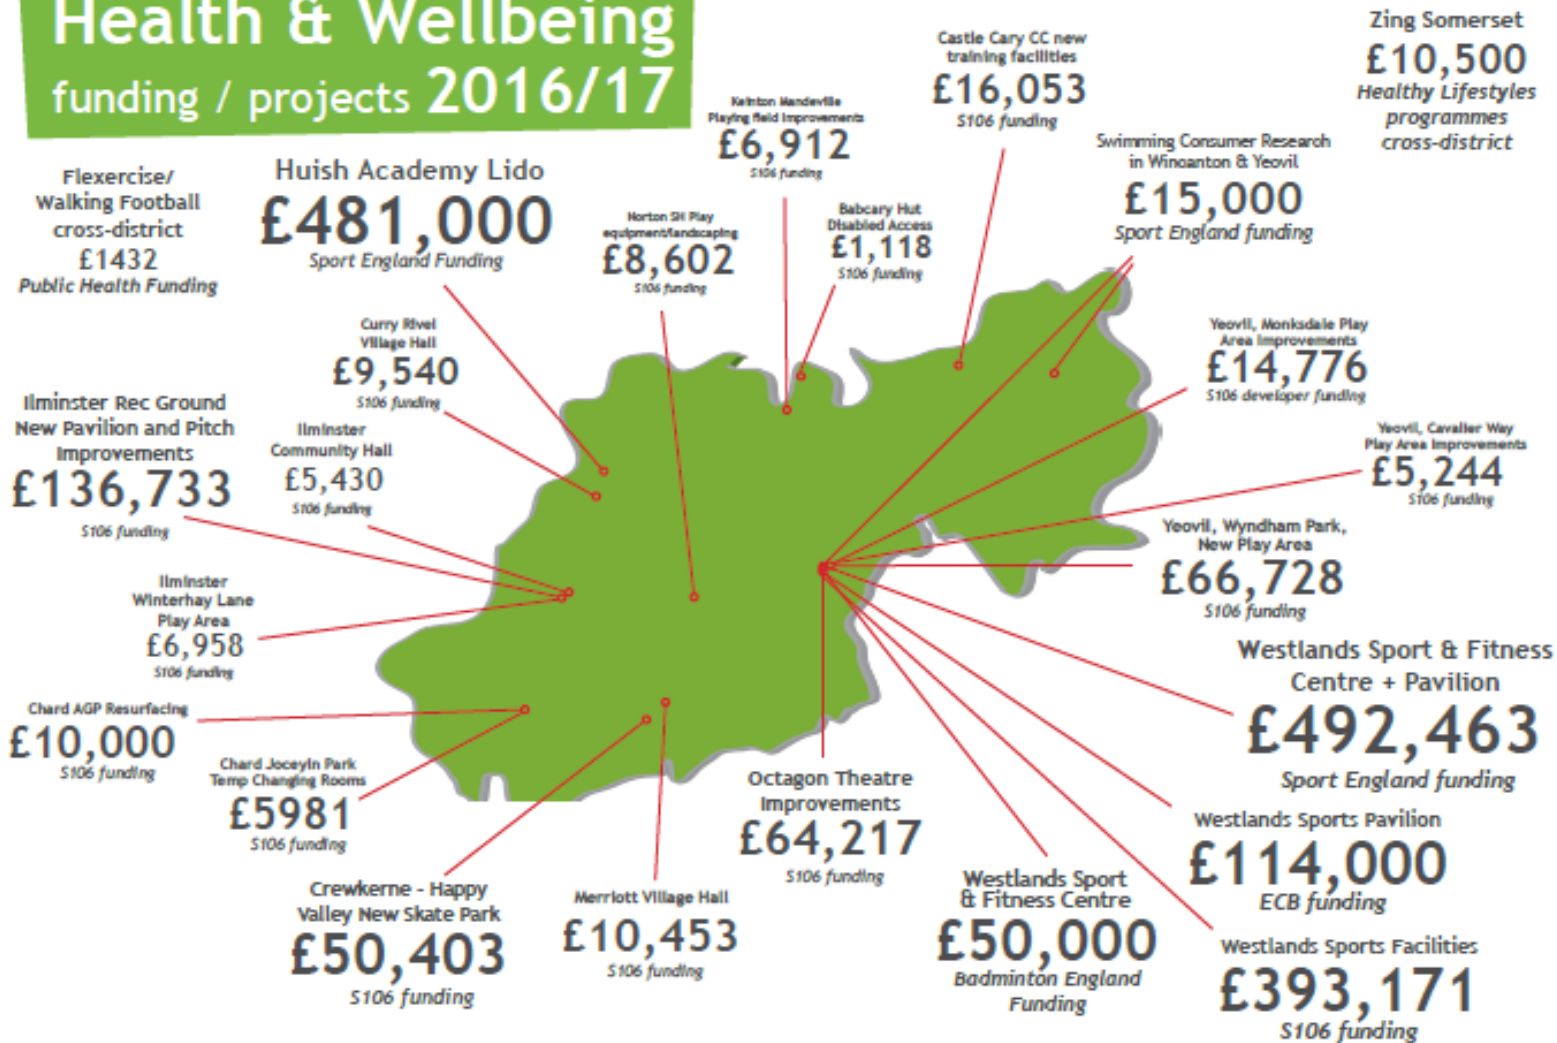 Health & Wellbeing
funding / projects 2016/17
Zing Somerset
£10,500
Healthy Lifestyles
programmes
cross-district
Castle Cary CC new
training facilities
£16,053
S106 funding
Keinton Mandeville
Playing field improvements
£6,912
S106 funding
Swimming Consumer Research
in Wincanton & Yeovil
£15,000
Sport England funding
Flexercise/
Walking Football
cross-district
£1432
Public Health Funding
Huish Academy Lido
£481,000
Sport England Funding
Norton SH Play
equipment/landscaping
£8,602
S106 funding
Babcary Hut
Disabled Access
£1,118
S106 funding
Curry Rivel
Village Hall
£9,540
S106 funding
Yeovil, Monksdale Play
Area Improvements
£14,776
S106 developer funding
Ilminster Rec Ground
New Pavilion and Pitch
Improvements
£136,733
S106 funding
Ilminster
Community Hall
£5,430
S106 funding
Yeovil, Cavalier Way
Play Area Improvements
£5,244
S106 funding
Yeovil, Wyndham Park,
New Play Area
£66,728
S106 funding
Ilminster
Winterhay Lane
Play Area
£6,958
S106 funding
Westlands Sport & Fitness
Centre + Pavilion
£492,463
Sport England funding
Chard AGP Resurfacing
£10,000
S106 funding
Chard Joceyln Park
Temp Changing Rooms
£5981
S106 funding
Octagon Theatre
Improvements
£64,217
S106 funding
Westlands Sports Pavilion
£114,000
ECB funding
Crewkerne - Happy
Valley New Skate Park
£50,403
S106 funding
Merriott Village Hall
£10,453
S106 funding
Westlands Sport
& Fitness Centre
£50,000
Badminton England
Funding
Westlands Sports Facilities
£393,171
S106 funding